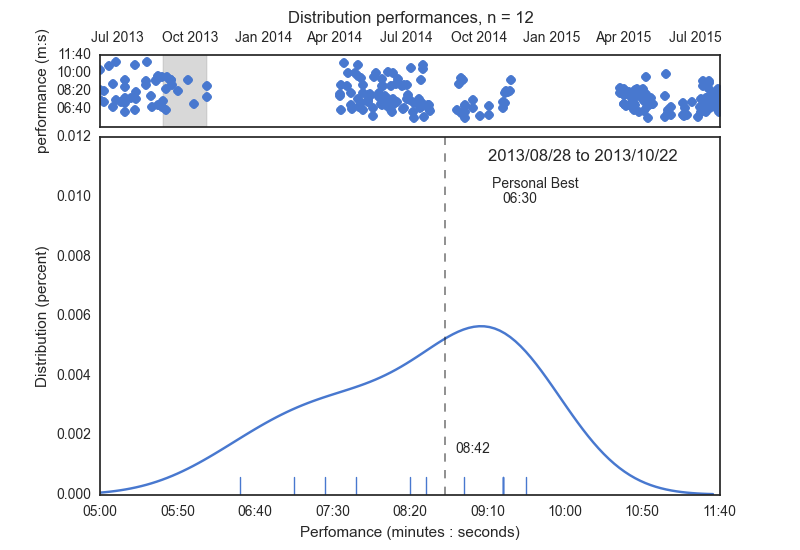 Distribution performances, n = 12
Jul 2013 Oct 2013 Jan 2014 Apr 2014 Jul 2014 Oct 2014 Jan 2015 Apr 2015 Jul 2015
performance (m:s)
11:40
10:00
08:20
06:40
Distribution (percent)
0.012
0.010
0.008
0.006
0.004
0.002
0.000
2013/08/28 to 2013/10/22
Personal Best
06:30
08:42
05:00 05:50 06:40 07:30 08:20 09:10 10:00 10:50 11:40
Perfomance (minutes : seconds)